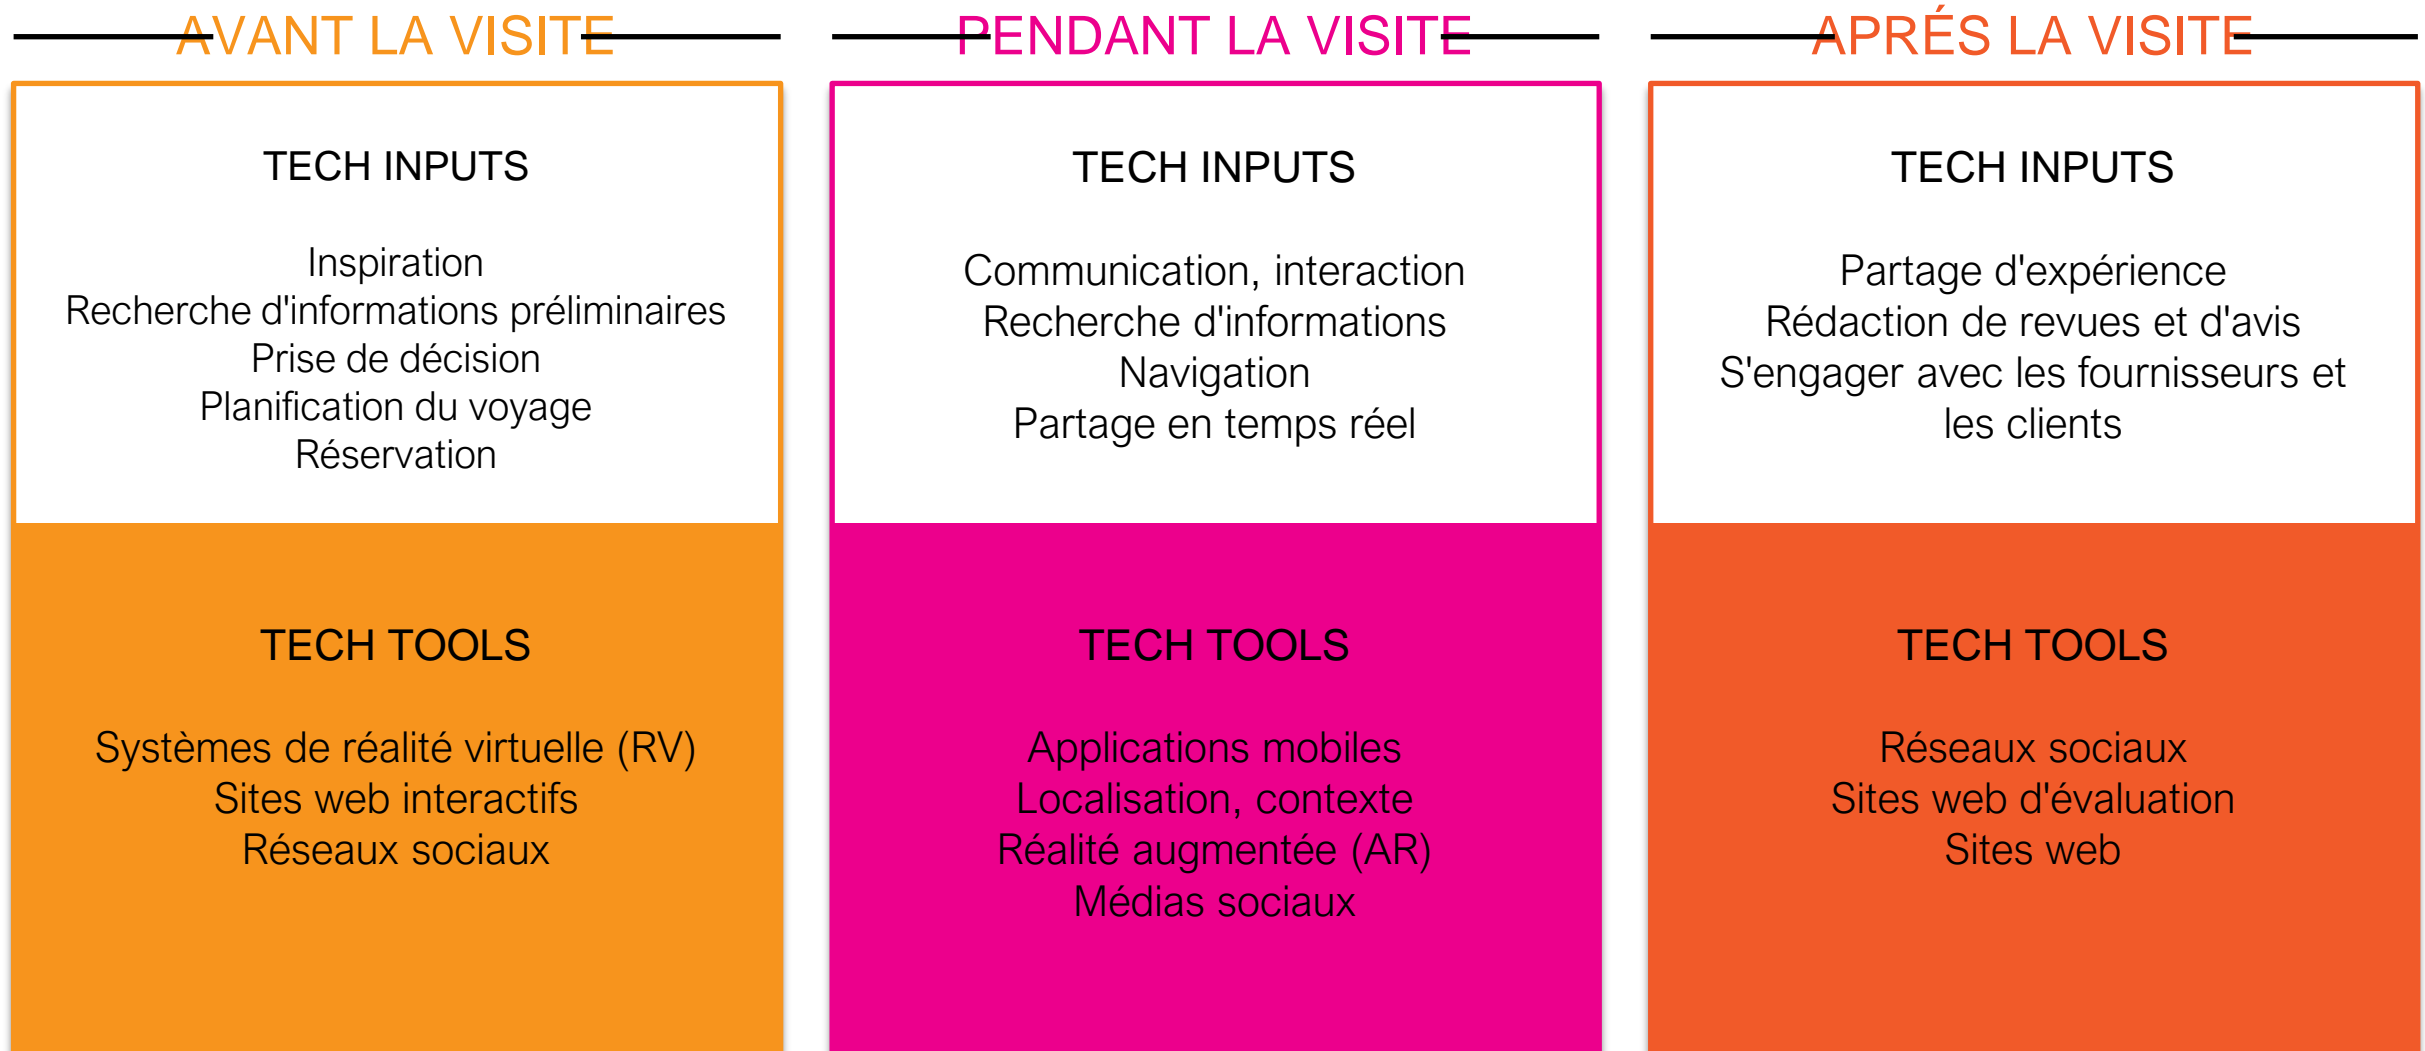 AVANT LA VISITE
TECH INPUTS
Inspiration
Recherche d'informations préliminaires
Prise de décision
Planification du voyage
Réservation
TECH TOOLS
Systèmes de réalité virtuelle (RV)
Sites web interactifs
Réseaux sociaux
PENDANT LA VISITE
TECH INPUTS
Communication, interaction
Recherche d'informations
Navigation
Partage en temps réel
TECH TOOLS
Applications mobiles
Localisation, contexte
Réalité augmentée (AR)
Médias sociaux
APRÉS LA VISITE
TECH INPUTS
Partage d'expérience
Rédaction de revues et d'avis
S'engager avec les fournisseurs et
les clients
TECH TOOLS
Réseaux sociaux
Sites web d'évaluation
Sites web